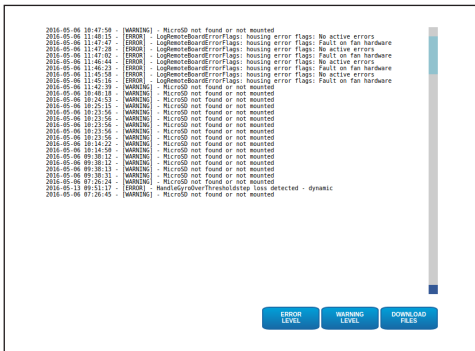 2016-05-06 10:47:50 - [WARNING] - MicroSD not found or not mounted
2016-05-06 11:48:15 - [ERROR] - LogRemoteBoardErrorFlags: housing error flags: No active errors
2016-05-06 11:47:47 - [ERROR] - LogRemoteBoardErrorFlags: housing error flags: Fault on fan hardware
2016-05-06 11:47:28 - [ERROR] - LogRemoteBoardErrorFlags: housing error flags: No active errors
2016-05-06 11:47:02 - [ERROR] - LogRemoteBoardErrorFlags: housing error flags: Fault on fan hardware
2016-05-06 11:46:44 - [ERROR] - LogRemoteBoardErrorFlags: housing error flags: No active errors
2016-05-06 11:46:23 - [ERROR] - LogRemoteBoardErrorFlags: housing error flags: Fault on fan hardware
2016-05-06 11:45:58 - [ERROR] - LogRemoteBoardErrorFlags: housing error flags: No active errors
2016-05-06 11:45:16 - [ERROR] - LogRemoteBoardErrorFlags: housing error flags: Fault on fan hardware
2016-05-06 11:42:39 - [WARNING] - MicroSD not found or not mounted
2016-05-06 10:48:18 - [WARNING] - MicroSD not found or not mounted
2016-05-06 10:24:53 - [WARNING] - MicroSD not found or not mounted
2016-05-06 10:25:15 - [WARNING] - MicroSD not found or not mounted
2016-05-06 10:23:56 - [WARNING] - MicroSD not found or not mounted
2016-05-06 10:23:56 - [WARNING] - MicroSD not found or not mounted
2016-05-06 10:23:56 - [WARNING] - MicroSD not found or not mounted
2016-05-06 10:23:56 - [WARNING] - MicroSD not found or not mounted
2016-05-06 10:23:56 - [WARNING] - MicroSD not found or not mounted
2016-05-06 10:14:22 - [WARNING] - MicroSD not found or not mounted
2016-05-06 10:14:50 - [WARNING] - MicroSD not found or not mounted
2016-05-06 09:38:12 - [WARNING] - MicroSD not found or not mounted
2016-05-06 09:38:12 - [WARNING] - MicroSD not found or not mounted
2016-05-06 09:38:13 - [WARNING] - MicroSD not found or not mounted
2016-05-06 09:38:31 - [WARNING] - MicroSD not found or not mounted
2016-05-06 07:26:24 - [WARNING] - MicroSD not found or not mounted
2016-05-13 09:51:17 - [ERROR] - HandleGyroOverThresholdstep loss detected - dynamic
2016-05-06 07:26:45 - [WARNING] - MicroSD not found or not mounted
ERROR LEVEL
WARNING LEVEL
DOWNLOAD FILES